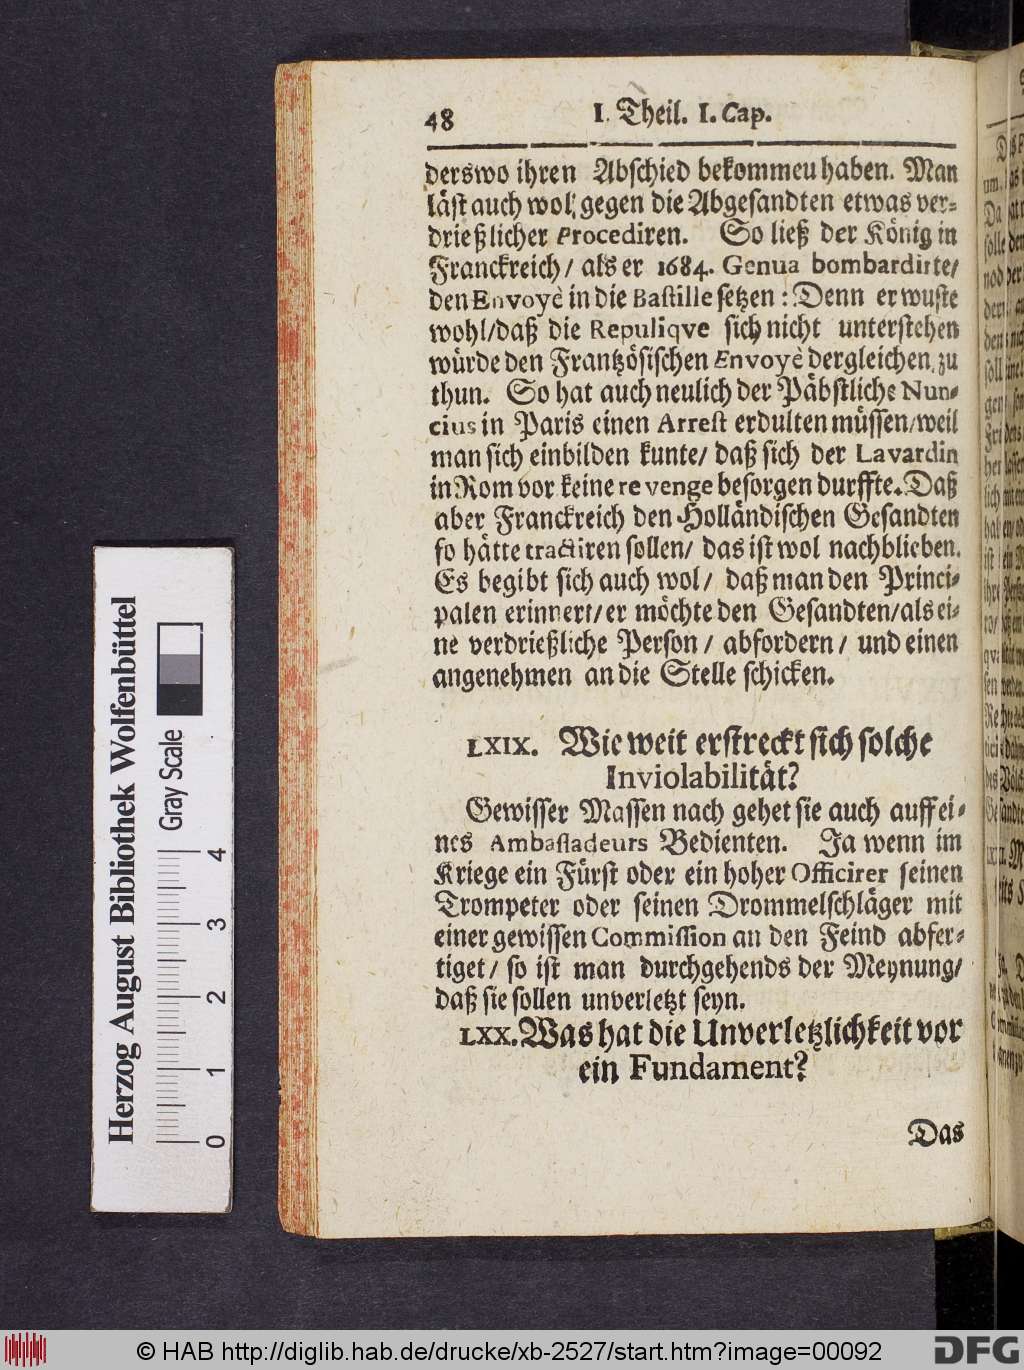 48 I. Theil. I. Cap.
derswo ihren Abschied bekommeu haben. Man
läst auch wol gegen die Abgesandten etwas ver-
drießlicher Procediren. So ließ der König in
Franckreich/ als er 1684. Genua bombardirte/
den Envoyè in die Bastille setzen: Denn er wuste
wohl/daß die Repuliqve sich nicht unterstehen
würde den Frantzösischen Envoyè dergleichen zu
thun. So hat auch neulich der Päbstliche Nun-
cius in Paris einen Arrest erdulten müssen/weil
man sich einbilden kunte/ daß sich der Lavardin
in Rom vor keine revenge besorgen durffte. Daß
aber Franckreich den Holländischen Gesandten
so hätte tractiren sollen/ das ist wol nachblieben.
Es begibt sich auch wol/ daß man den Princi-
palen erinnert/er möchte den Gesandten/als ei-
ne verdrießliche Person/ abfordern/ und einen
angenehmen an die Stelle schicken.
LXIX. Wie weit erstreckt sich solche
Inviolabilität?
Gewisser Massen nach gehet sie auch auff ei-
nes Ambassadeurs Bedienten. Ja wenn im
Kriege ein Fürst oder ein hoher Officirer seinen
Trompeter oder seinen Drommelschläger mit
einer gewissen Commission an den Feind abfer-
tiget/ so ist man durchgehends der Meynung/
daß sie sollen unverletzt seyn.
LXX. Was hat die Unverletzlichkeit vor
ein Fundament?
Das
Herzog August Bibliothek Wolfenbüttel
Gray Scale
0 1 2 3 4
© HAB http://diglib.hab.de/drucke/xb-2527/start.htm?image=00092
DFG